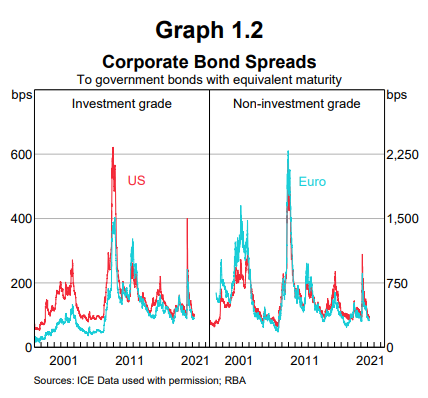 Graph 1.2
Corporate Bond Spreads
To government bonds with equivalent maturity
bps
bps
Investment grade
Non-investment grade
600
2,250
US
Euro
400
1,500
200
750
0
0
2001
2011
2021
2001
2011
2021
Sources: ICE Data used with permission; RBA